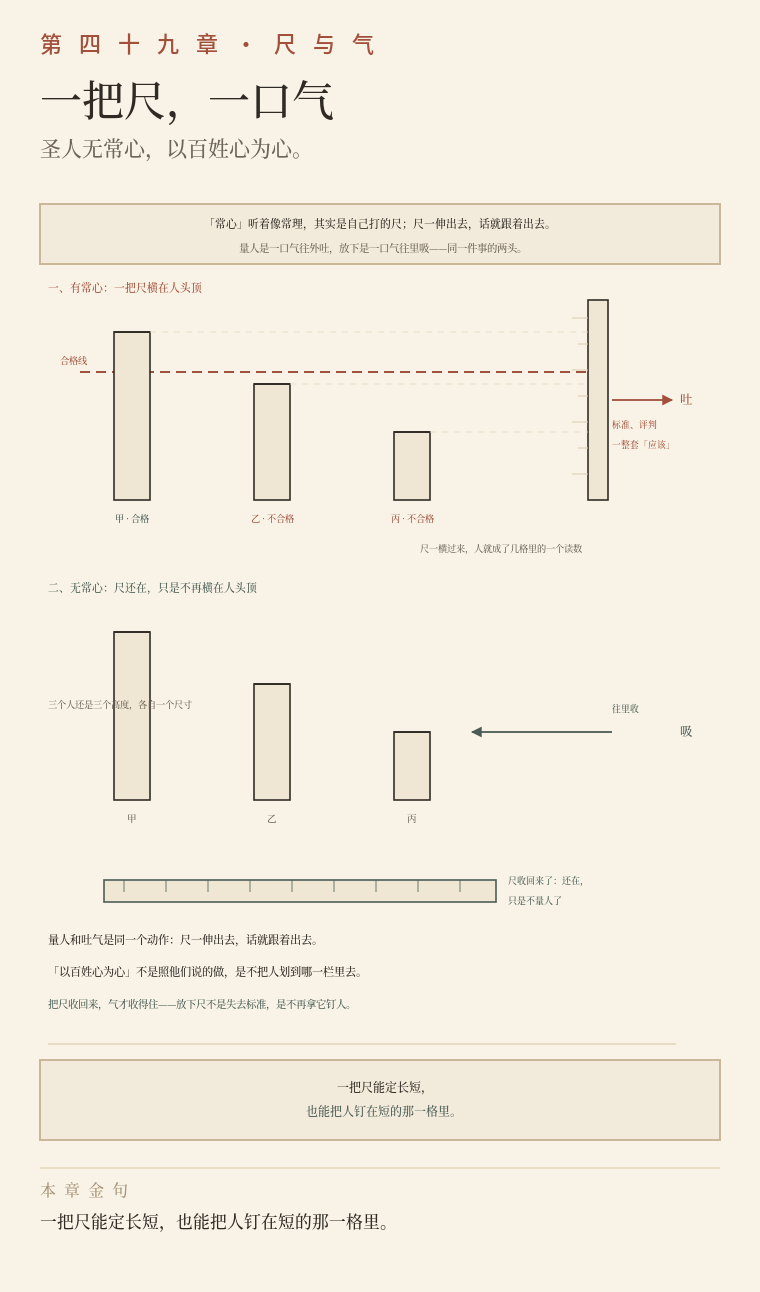 第四十九章·尺与气
一把尺，一口气
圣人无常心，以百姓心为心。
「常心」听着像常理，其实是自己打的尺；尺一伸出去，话就跟着出去。
量人是一口气往外吐，放下是一口气往里吸——同一件事的两头。
一、有常心：一把尺横在人头顶
合格线
吐
标准、评判
一整套「应该」
甲 · 合格
乙 · 不合格
丙 · 不合格
尺一横过来，人就成了几格里的一个读数
二、无常心：尺还在，只是不再横在人头顶
三个人还是三个高度，各自一个尺寸
往里收
吸
甲
乙
丙
尺收回来了：还在，
只是不量人了
量人和吐气是同一个动作：尺一伸出去，话就跟着出去。
「以百姓心为心」不是照他们说的做，是不把人划到哪一栏里去。
把尺收回来，气才收得住——放下尺不是失去标准，是不再拿它钉人。
一把尺能定长短，
也能把人钉在短的那一格里。
本章金句
一把尺能定长短，也能把人钉在短的那一格里。